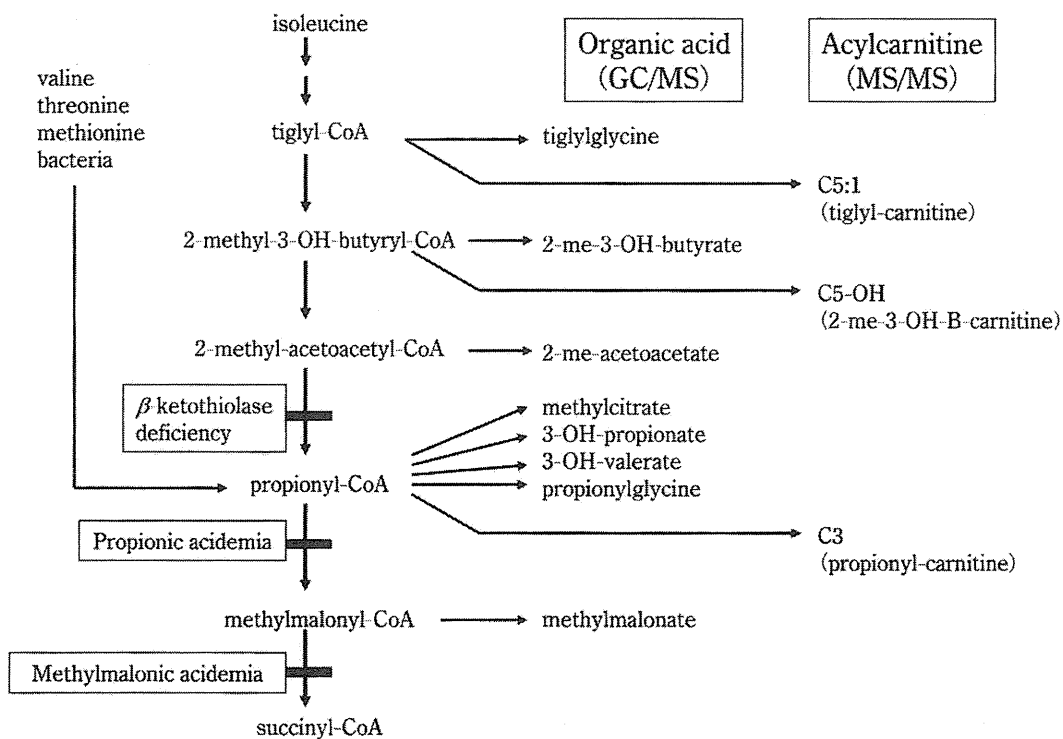 isoleucine
Organic acid
(GC/MS)
Acylcarnitine
(MS/MS)
valine
threonine
methionine
bacteria
tiglyl-CoA
tiglylglycine
C5:1
(tiglyl-carnitine)
2-methyl-3-OH-butyryl-CoA
2-me-3-OH-butyrate
C5-OH
(2-me-3-OH-B-carnitine)
2-methyl-acetoacetyl-CoA
2-me-acetoacetate
β-ketothiolase
deficiency
methylcitrate
3-OH-propionate
3-OH-valerate
propionylglycine
propionyl-CoA
Propionic acidemia
C3
(propionyl-carnitine)
methylmalonyl-CoA
methylmalonate
Methylmalonic acidemia
succinyl-CoA